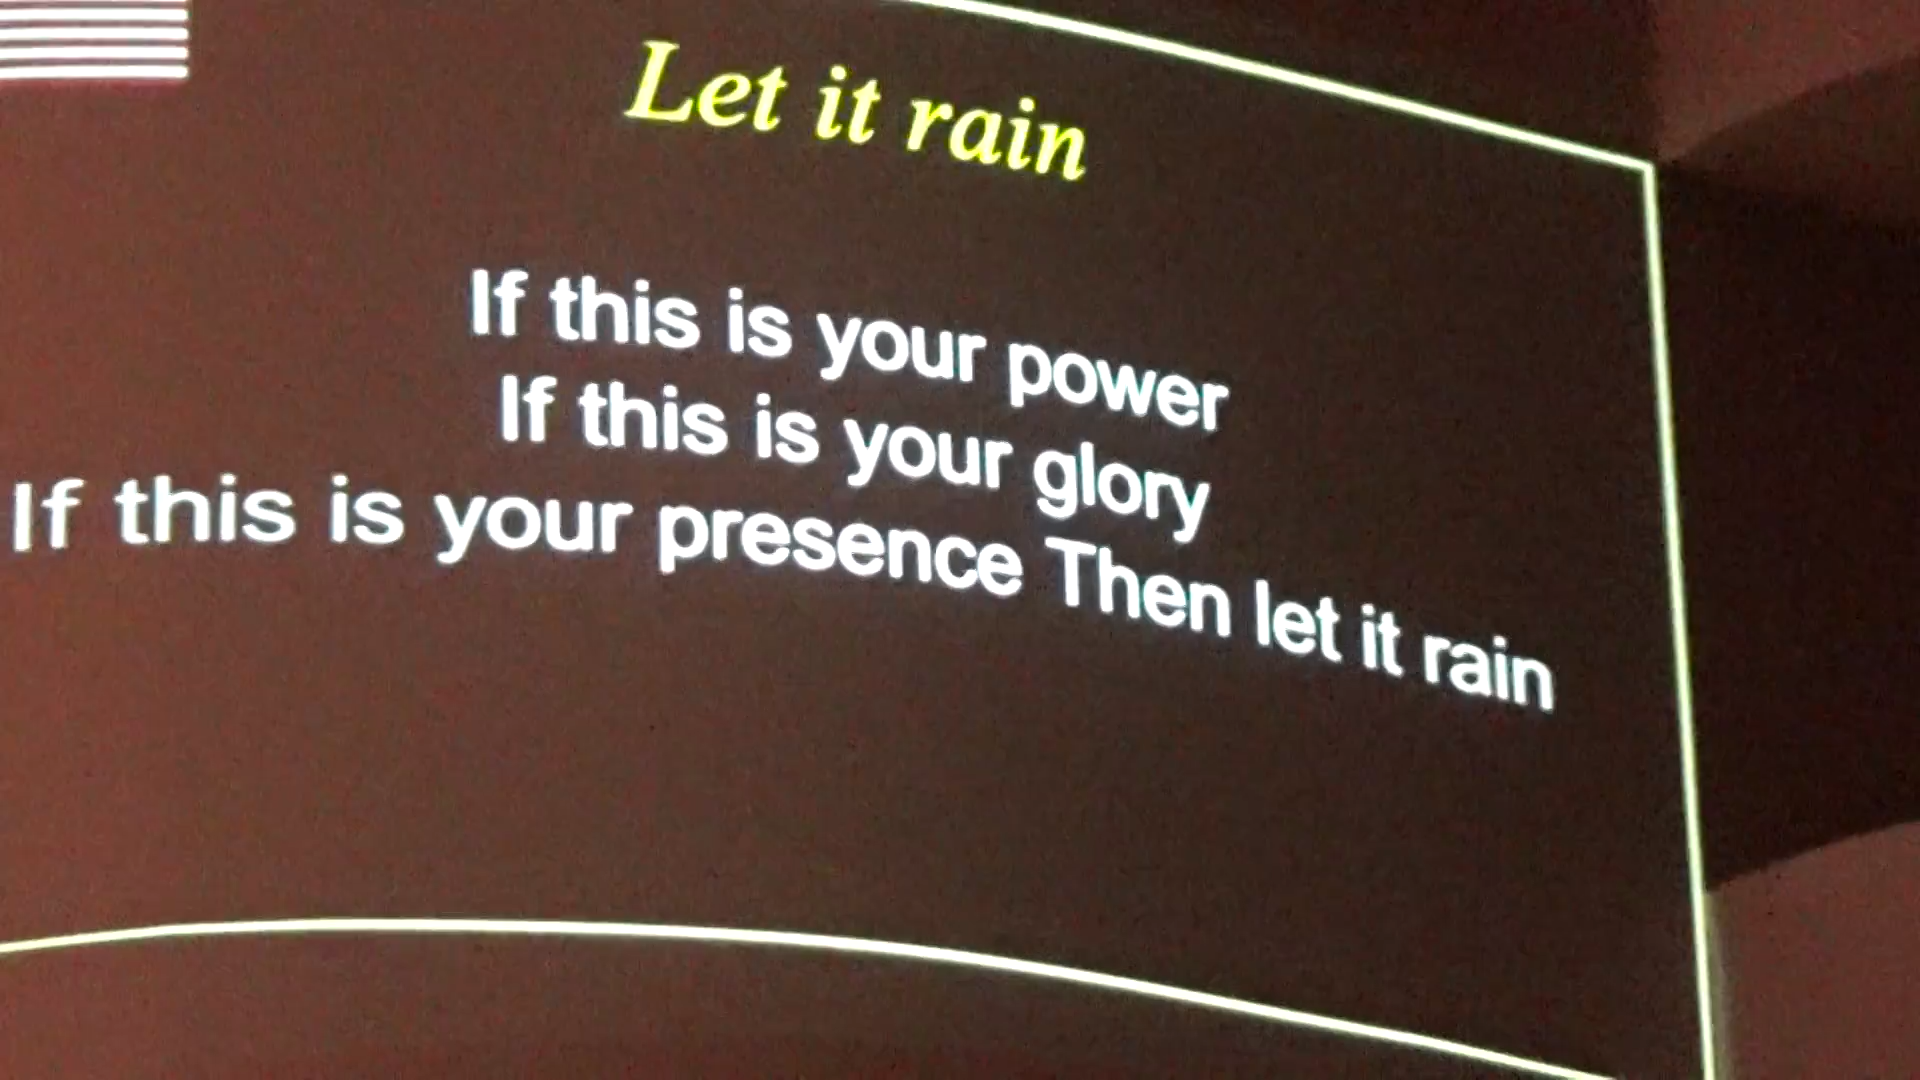 Let it rain
If this is your power
If this is your glory
If this is your presence Then let it rain